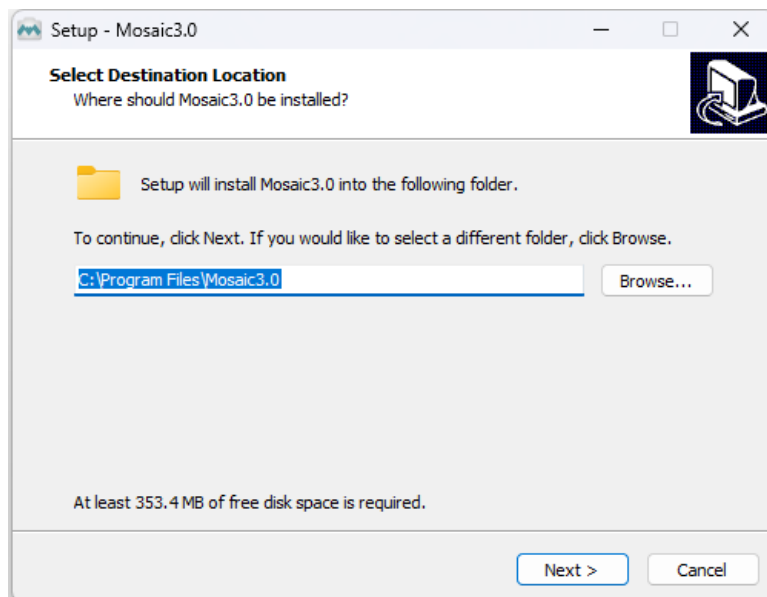 Setup - Mosaic3.0
Select Destination Location
Where should Mosaic3.0 be installed?
Setup will install Mosaic3.0 into the following folder.
To continue, click Next. If you would like to select a different folder, click Browse.
C:\Program Files\Mosaic3.0
Browse...
At least 353.4 MB of free disk space is required.
Next >
Cancel